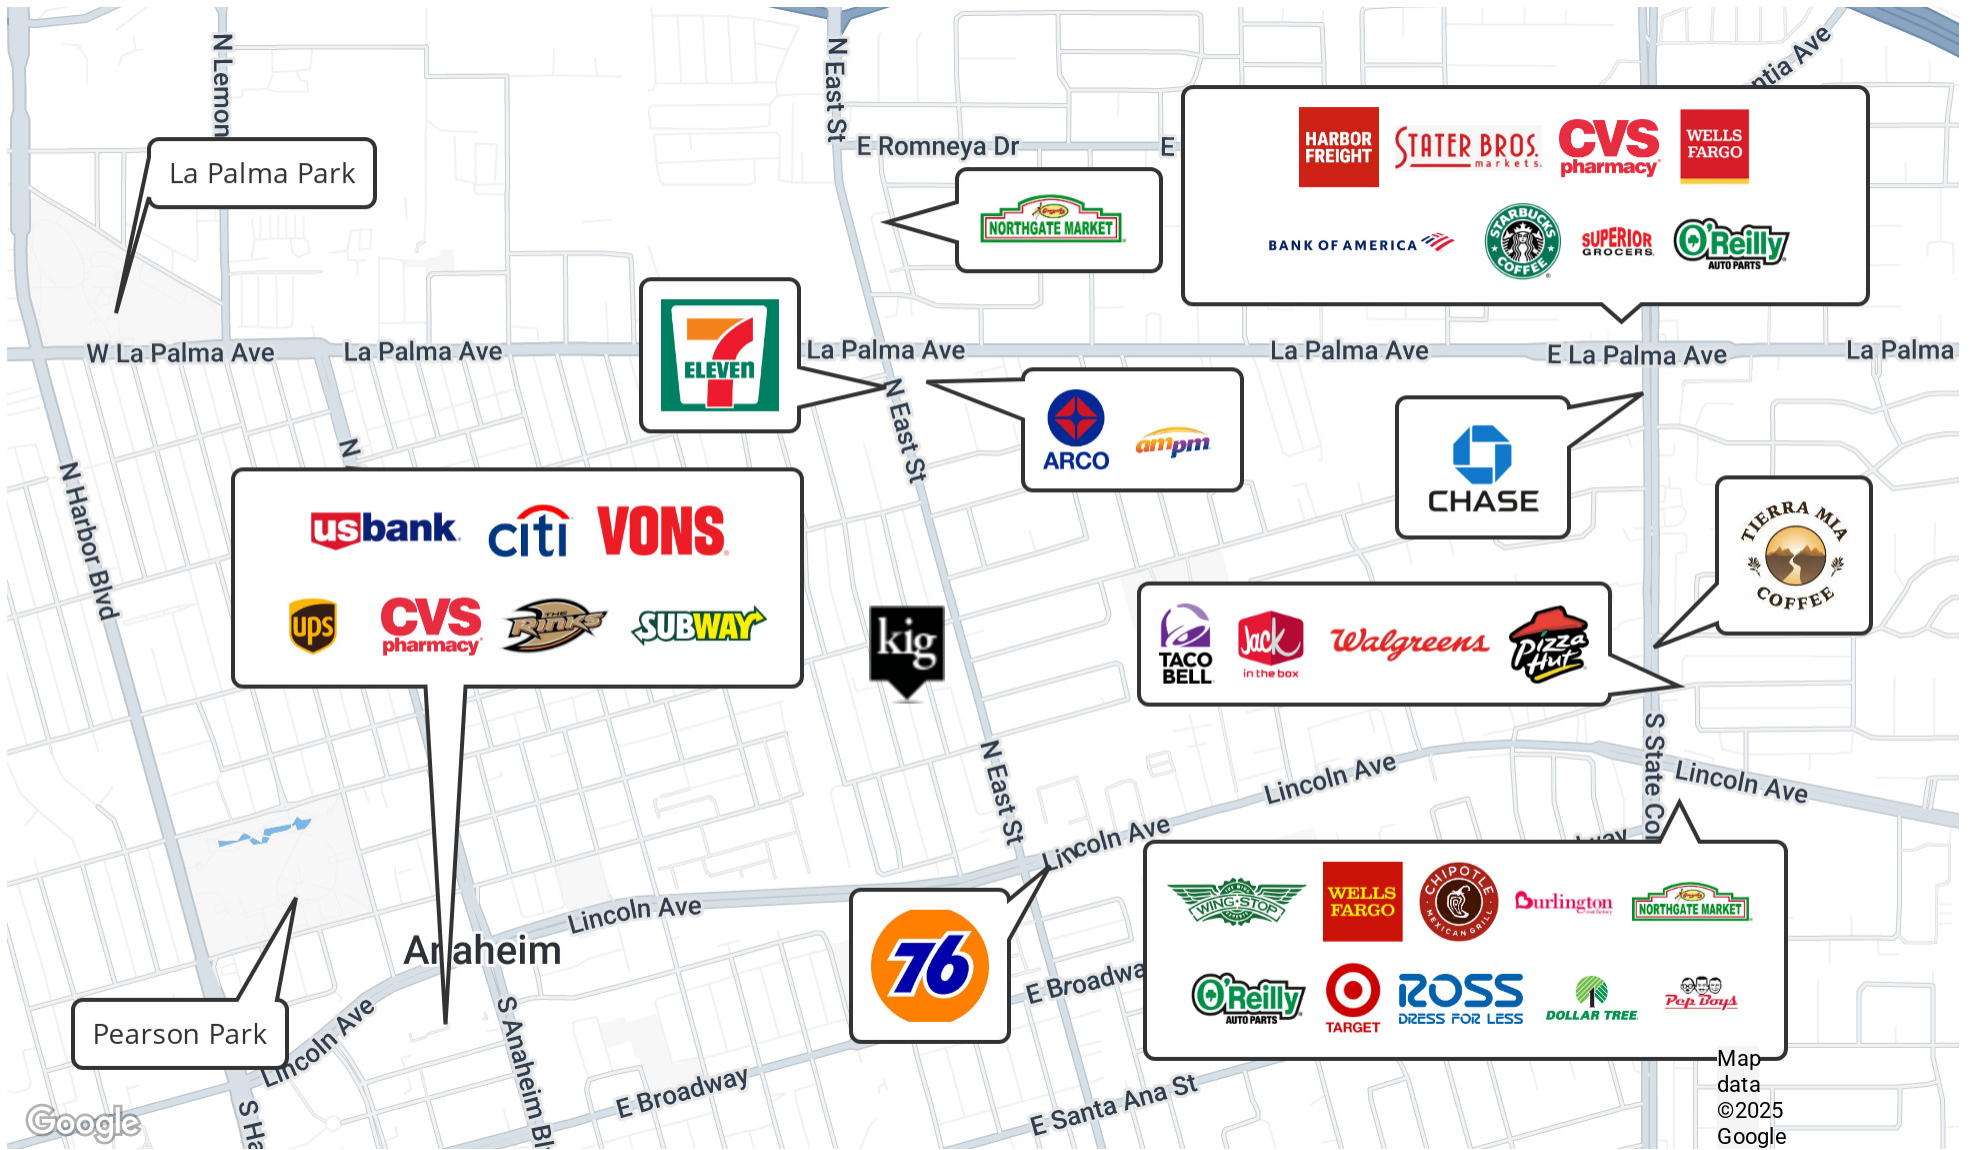 N Lemon
N East St
ntia Ave
E Romneya Dr
E
La Palma Park
HARBOR FREIGHT
STATER BROS. markets
CVS pharmacy
WELLS FARGO
NORTHGATE MARKET
BANK OF AMERICA
STARBUCKS COFFEE
SUPERIOR GROCERS
O'Reilly AUTO PARTS
7 ELEVEN
W La Palma Ave
La Palma Ave
La Palma Ave
La Palma Ave
E La Palma Ave
La Palma
N East St
ARCO
ampm
CHASE
N
N Harbor Blvd
usbank
citi
VONS
TIERRA MIA COFFEE
ups
CVS pharmacy
THE RINKS
SUBWAY
kig
TACO BELL
Jack in the box
Walgreens
Pizza Hut
N East St
S State Col
Lincoln Ave
Lincoln Ave
Lincoln Ave
way
WING·STOP
WELLS FARGO
CHIPOTLE MEXICAN GRILL
Burlington
NORTHGATE MARKET
Lincoln Ave
Anaheim
76
E Broadwa
O'Reilly AUTO PARTS
TARGET
ROSS DRESS FOR LESS
DOLLAR TREE
Pep Boys
Pearson Park
Lincoln Ave
S Anaheim Bl
E Broadway
E Santa Ana St
S Ha
Google
Map
data
©2025
Google